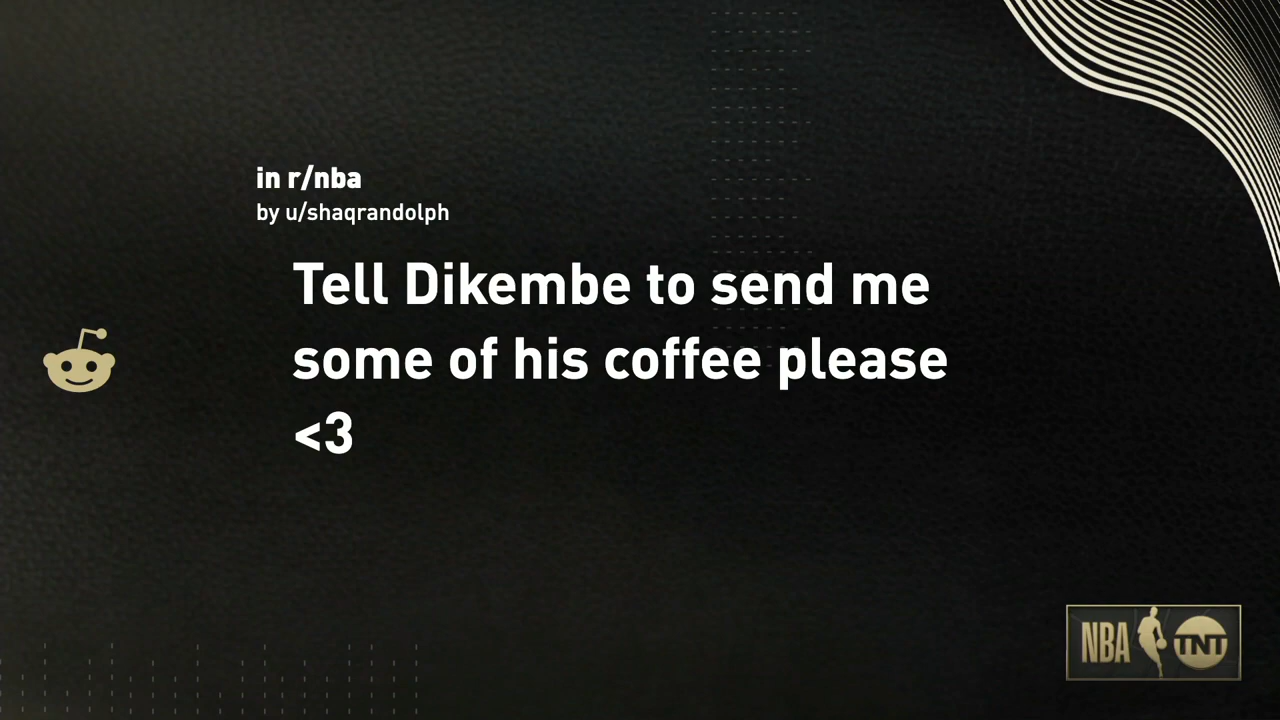 in r/nba
by u/shaqrandolph
Tell Dikembe to send me
some of his coffee please
<3
NBA TNT